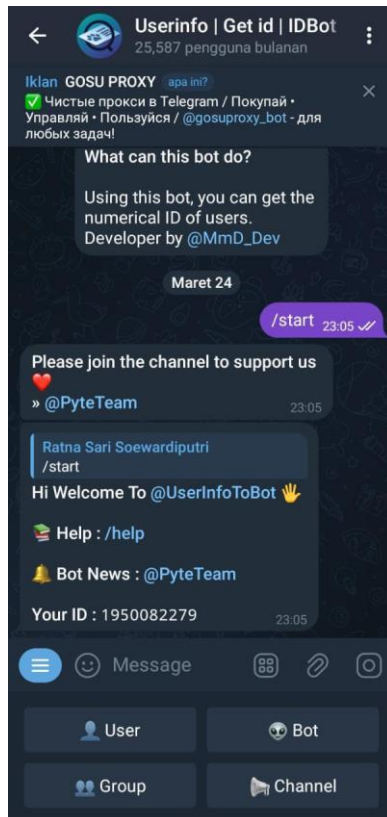 Userinfo | Get id | IDBot
25,587 pengguna bulanan
Iklan GOSU PROXY apa ini?
✅ Чистые прокси в Telegram / Покупай •
Управляй • Пользуйся / @gosuproxy_bot - для
любых задач!
What can this bot do?
Using this bot, you can get the
numerical ID of users.
Developer by @MmD_Dev
Maret 24
/start 23:05
Please join the channel to support us
❤️
» @PyteTeam 23:05
Ratna Sari Soewardiputri
/start
Hi Welcome To @UserInfoToBot 🖐
📚 Help : /help
🔔 Bot News : @PyteTeam
Your ID : 1950082279 23:05
Message
👤 User
👽 Bot
👥 Group
📢 Channel